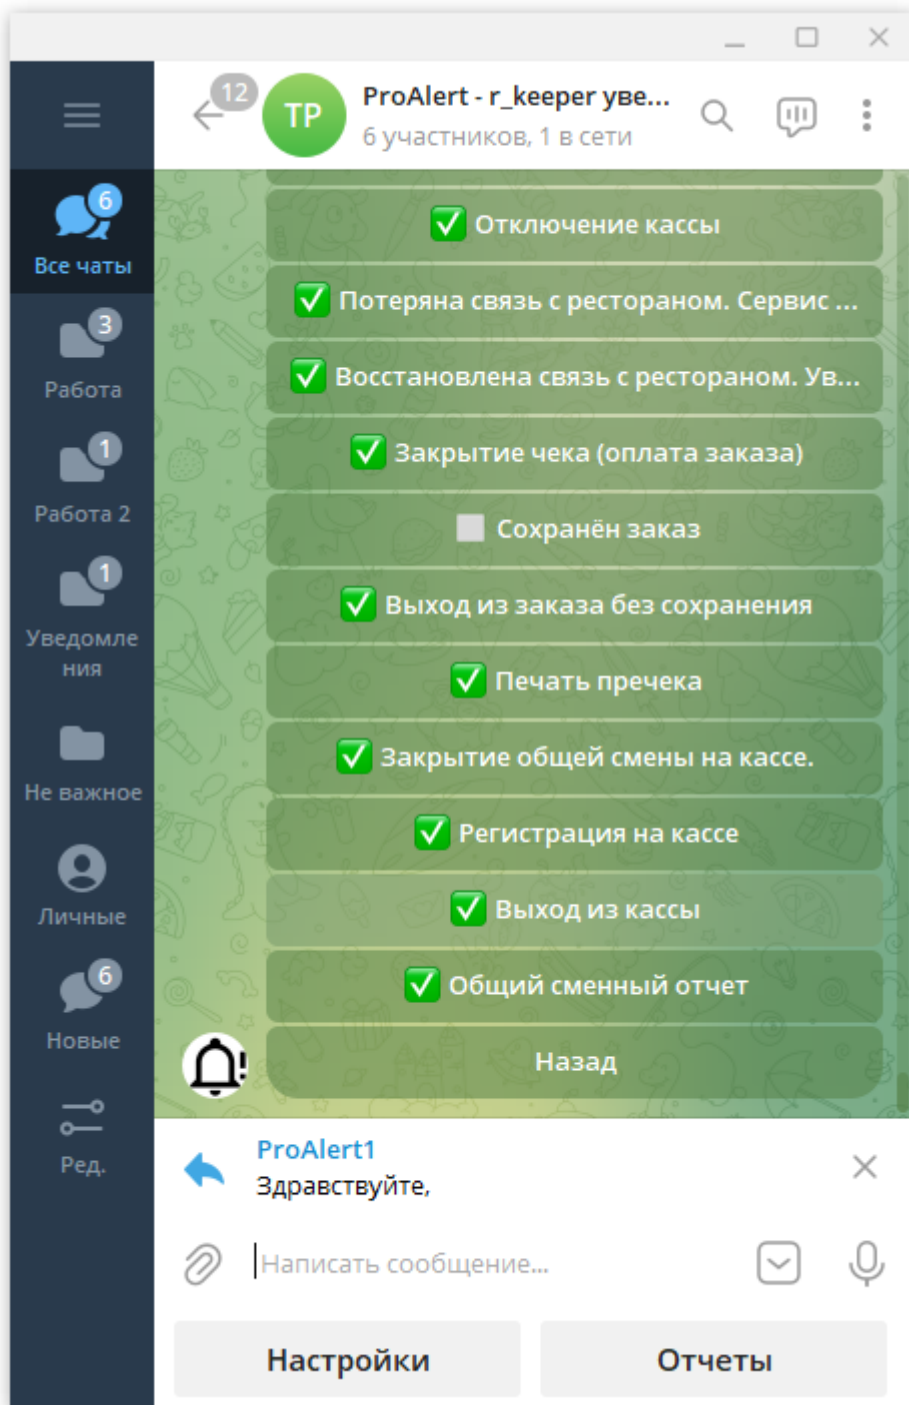 12
TP
ProAlert - r_keeper уве...
6 участников, 1 в сети
6
Все чаты
3
Работа
1
Работа 2
1
Уведомле
ния
Не важное
Личные
6
Новые
Ред.
Отключение кассы
Потеряна связь с рестораном. Сервис ...
Восстановлена связь с рестораном. Ув...
Закрытие чека (оплата заказа)
Сохранён заказ
Выход из заказа без сохранения
Печать пречека
Закрытие общей смены на кассе.
Регистрация на кассе
Выход из кассы
Общий сменный отчет
Назад
ProAlert1
Здравствуйте,
Написать сообщение...
Настройки
Отчеты